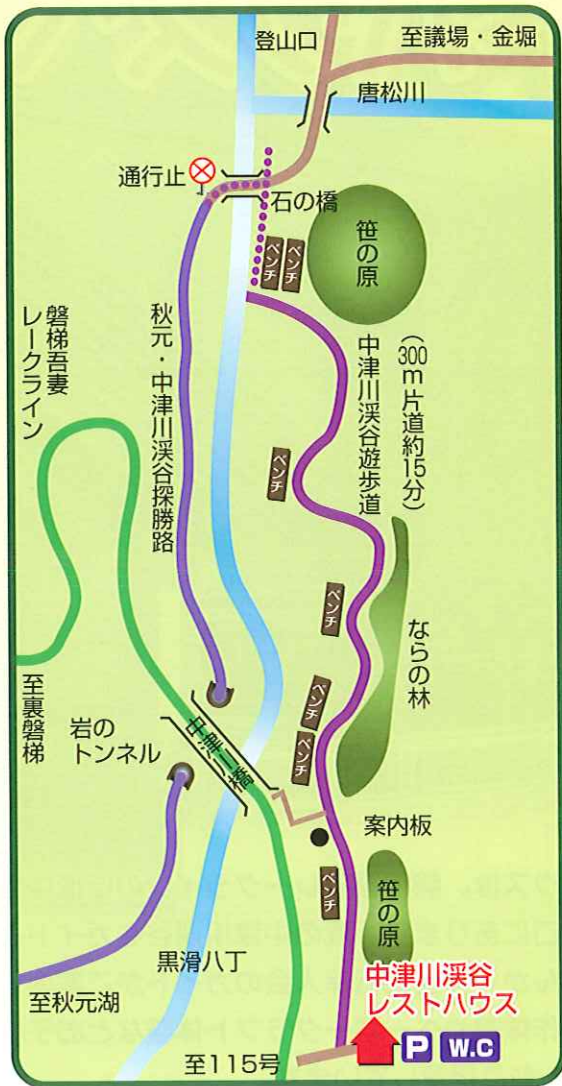 登山口
至議場・金堀
唐松川
通行止
石の橋
笹の原
ベンチ
ベンチ
(300m片道約15分)
中津川渓谷遊歩道
秋元・中津川渓谷探勝路
磐梯吾妻
レークライン
ベンチ
ベンチ
ならの林
ベンチ
ベンチ
至裏磐梯
岩の
トンネル
中津川橋
案内板
ベンチ
笹の原
黒滑八丁
中津川渓谷
レストハウス
至秋元湖
P W.C
至115号